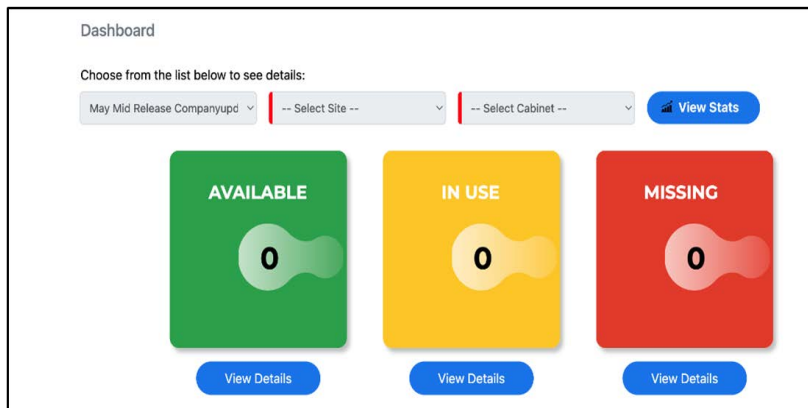 Dashboard
Choose from the list below to see details:
May Mid Release Companyupd -- Select Site -- -- Select Cabinet -- View Stats
AVAILABLE IN USE MISSING
0 0 0
View Details View Details View Details